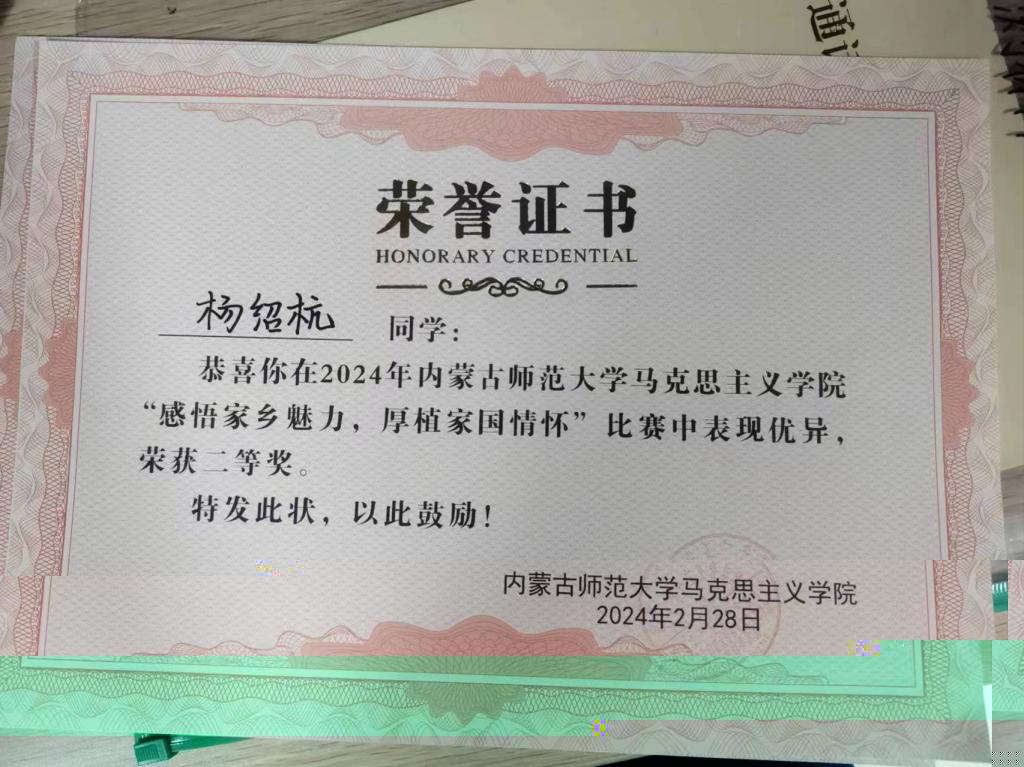 通
荣誉证书
HONORARY CREDENTIAL
杨绍杭 同学：
恭喜你在2024年内蒙古师范大学马克思主义学院
“感悟家乡魅力，厚植家国情怀”比赛中表现优异，
荣获二等奖。
特发此状，以此鼓励！
内蒙古师范大学马克思主义学院
2024年2月28日